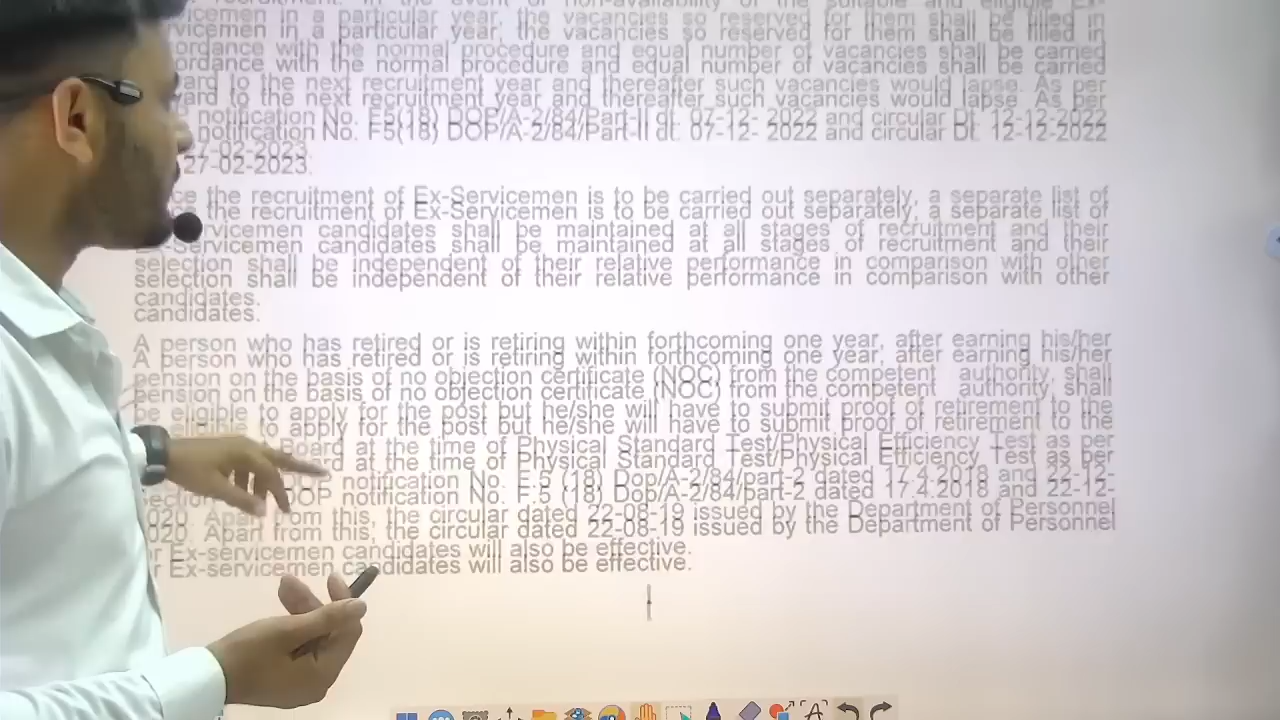 recruitment. In the event of non-availability of the suitable and eligible Ex-
vicemen in a particular year, the vacancies so reserved for them shall be filled in
ordance with the normal procedure and equal number of vacancies shall be carried
ard to the next recruitment year and thereafter such vacancies would lapse. As per
notification No. F5(18) DOP/A-2/84/Part-II dt. 07-12- 2022 and circular Dt. 12-12-2022
27-02-2023.
the recruitment of Ex-Servicemen is to be carried out separately, a separate list of
servicemen candidates shall be maintained at all stages of recruitment and their
selection shall be independent of their relative performance in comparison with other
candidates.
A person who has retired or is retiring within forthcoming one year, after earning his/her
pension on the basis of no objection certificate (NOC) from the competent authority, shall
be eligible to apply for the post but he/she will have to submit proof of retirement to the
Board at the time of Physical Standard Test/Physical Efficiency Test as per
DOP notification No. F.5 (18) Dop/A-2/84/part-2 dated 17.4.2018 and 22-12-
020. Apart from this, the circular dated 22-08-19 issued by the Department of Personnel
r Ex-servicemen candidates will also be effective.